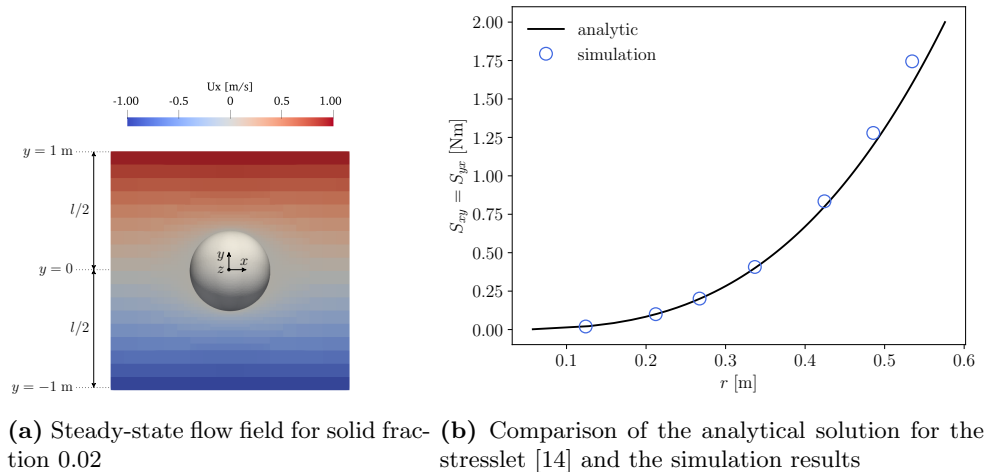 Ux [m/s]
-1.00 -0.5 0 0.5 1.00
y = 1 m
l/2
y = 0
l/2
y = −1 m
y
z x
2.00
1.75
1.50
1.25
1.00
0.75
0.50
0.25
0.00
S_xy = S_yx [Nm]
analytic
simulation
0.1 0.2 0.3 0.4 0.5 0.6
r [m]
(a) Steady-state flow field for solid frac-
tion 0.02
(b) Comparison of the analytical solution for the
stresslet [14] and the simulation results